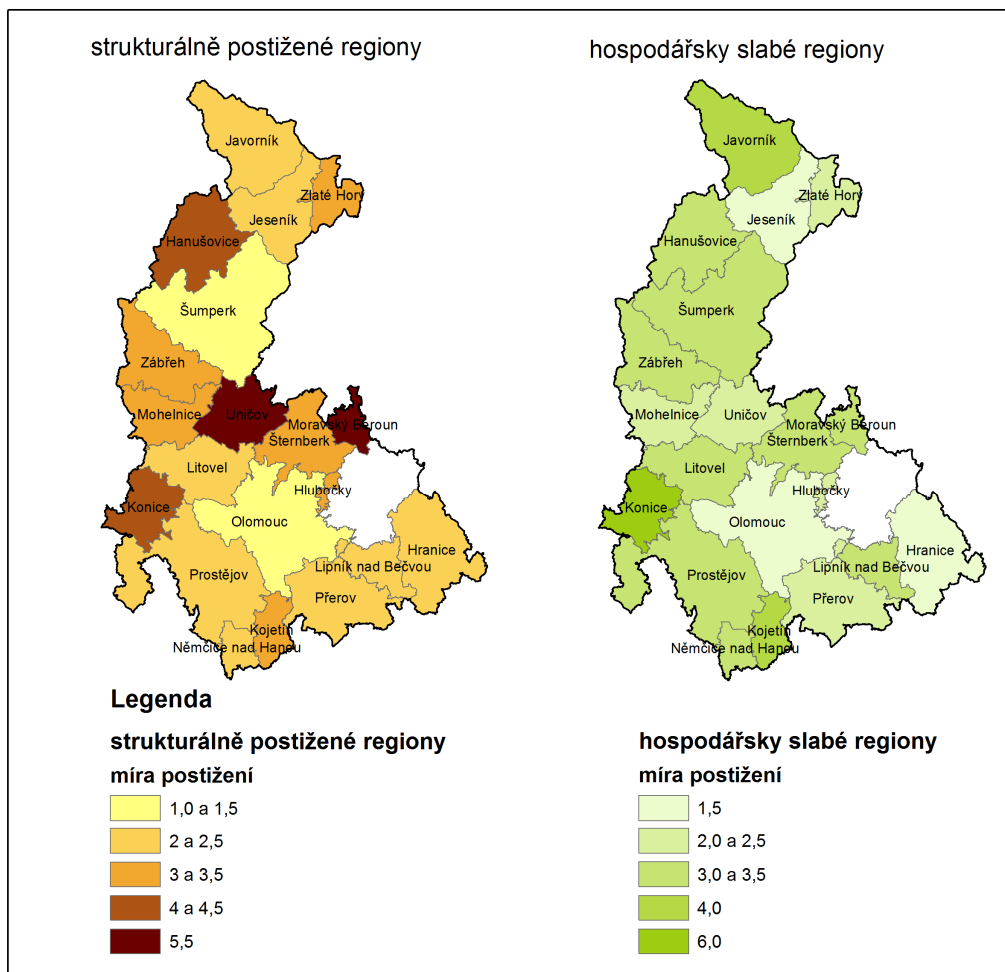 strukturálně postižené regiony
Javorník
Zlaté Hory
Jeseník
Hanušovice
Šumperk
Zábřeh
Mohelnice
Uničov
Moravský Beroun
Šternberk
Litovel
Hlubočky
Konice
Olomouc
Hranice
Lipník nad Bečvou
Prostějov
Přerov
Kojetín
Němčice nad Hanou
hospodářsky slabé regiony
Javorník
Zlaté Hory
Jeseník
Hanušovice
Šumperk
Zábřeh
Mohelnice
Uničov
Moravský Beroun
Šternberk
Litovel
Hlubočky
Konice
Olomouc
Hranice
Lipník nad Bečvou
Prostějov
Přerov
Kojetín
Němčice nad Hanou
Legenda
strukturálně postižené regiony
míra postižení
1,0 a 1,5
2 a 2,5
3 a 3,5
4 a 4,5
5,5
hospodářsky slabé regiony
míra postižení
1,5
2,0 a 2,5
3,0 a 3,5
4,0
6,0